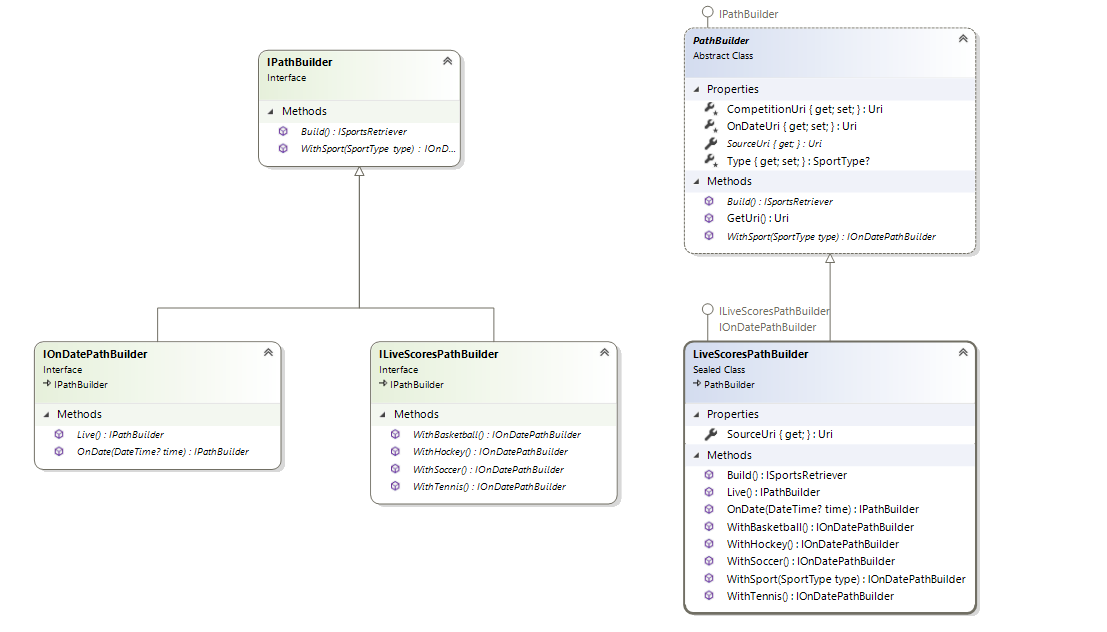 IPathBuilder
Interface
Methods
Build() : ISportsRetriever
WithSport(SportType type) : IOnD...
IOnDatePathBuilder
Interface
IPathBuilder
Methods
Live() : IPathBuilder
OnDate(DateTime? time) : IPathBuilder
ILiveScoresPathBuilder
Interface
IPathBuilder
Methods
WithBasketball() : IOnDatePathBuilder
WithHockey() : IOnDatePathBuilder
WithSoccer() : IOnDatePathBuilder
WithTennis() : IOnDatePathBuilder
IPathBuilder
PathBuilder
Abstract Class
Properties
CompetitionUri { get; set; } : Uri
OnDateUri { get; set; } : Uri
SourceUri { get; } : Uri
Type { get; set; } : SportType?
Methods
Build() : ISportsRetriever
GetUri() : Uri
WithSport(SportType type) : IOnDatePathBuilder
ILiveScoresPathBuilder
IOnDatePathBuilder
LiveScoresPathBuilder
Sealed Class
PathBuilder
Properties
SourceUri { get; } : Uri
Methods
Build() : ISportsRetriever
Live() : IPathBuilder
OnDate(DateTime? time) : IPathBuilder
WithBasketball() : IOnDatePathBuilder
WithHockey() : IOnDatePathBuilder
WithSoccer() : IOnDatePathBuilder
WithSport(SportType type) : IOnDatePathBuilder
WithTennis() : IOnDatePathBuilder